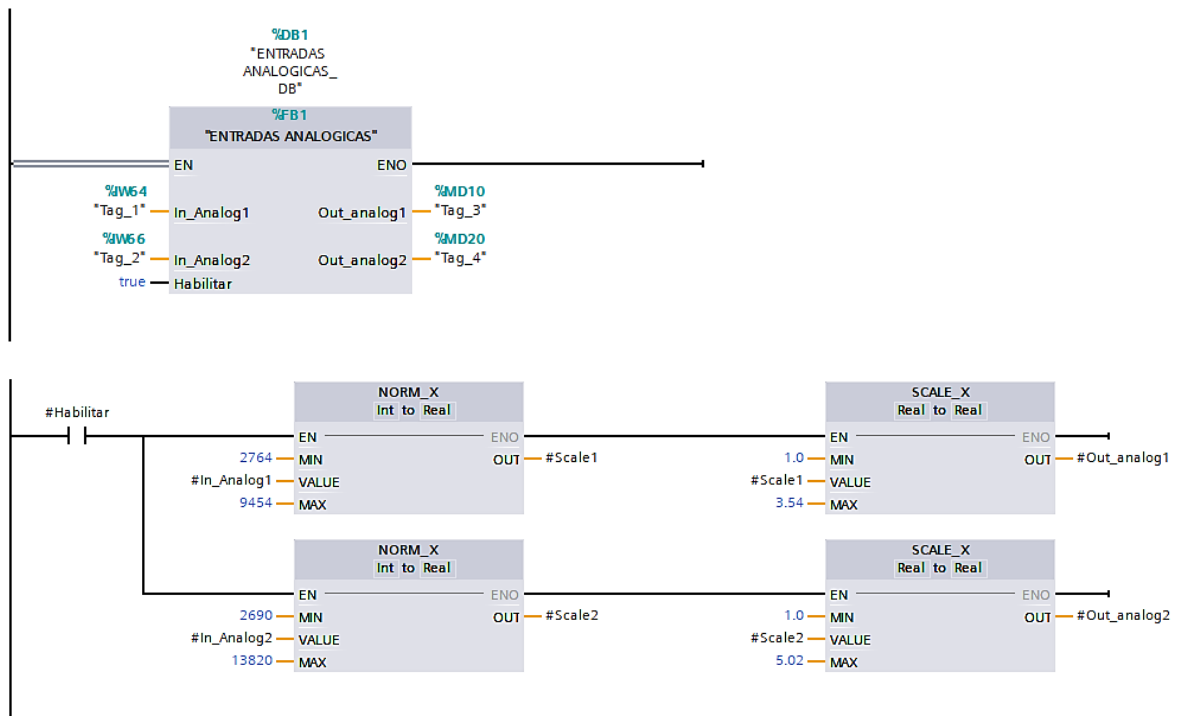 %DB1
"ENTRADAS
ANALOGICAS_
DB"
%FB1
"ENTRADAS ANALOGICAS"
EN ENO
%IW64 %MD10
"Tag_1" In_Analog1 Out_analog1 "Tag_3"
%IW66 %MD20
"Tag_2" In_Analog2 Out_analog2 "Tag_4"
true Habilitar
#Habilitar
NORM_X
Int to Real
EN ENO
2764 MIN OUT #Scale1
#In_Analog1 VALUE
9454 MAX
SCALE_X
Real to Real
EN ENO
1.0 MIN OUT #Out_analog1
#Scale1 VALUE
3.54 MAX
NORM_X
Int to Real
EN ENO
2690 MIN OUT #Scale2
#In_Analog2 VALUE
13820 MAX
SCALE_X
Real to Real
EN ENO
1.0 MIN OUT #Out_analog2
#Scale2 VALUE
5.02 MAX